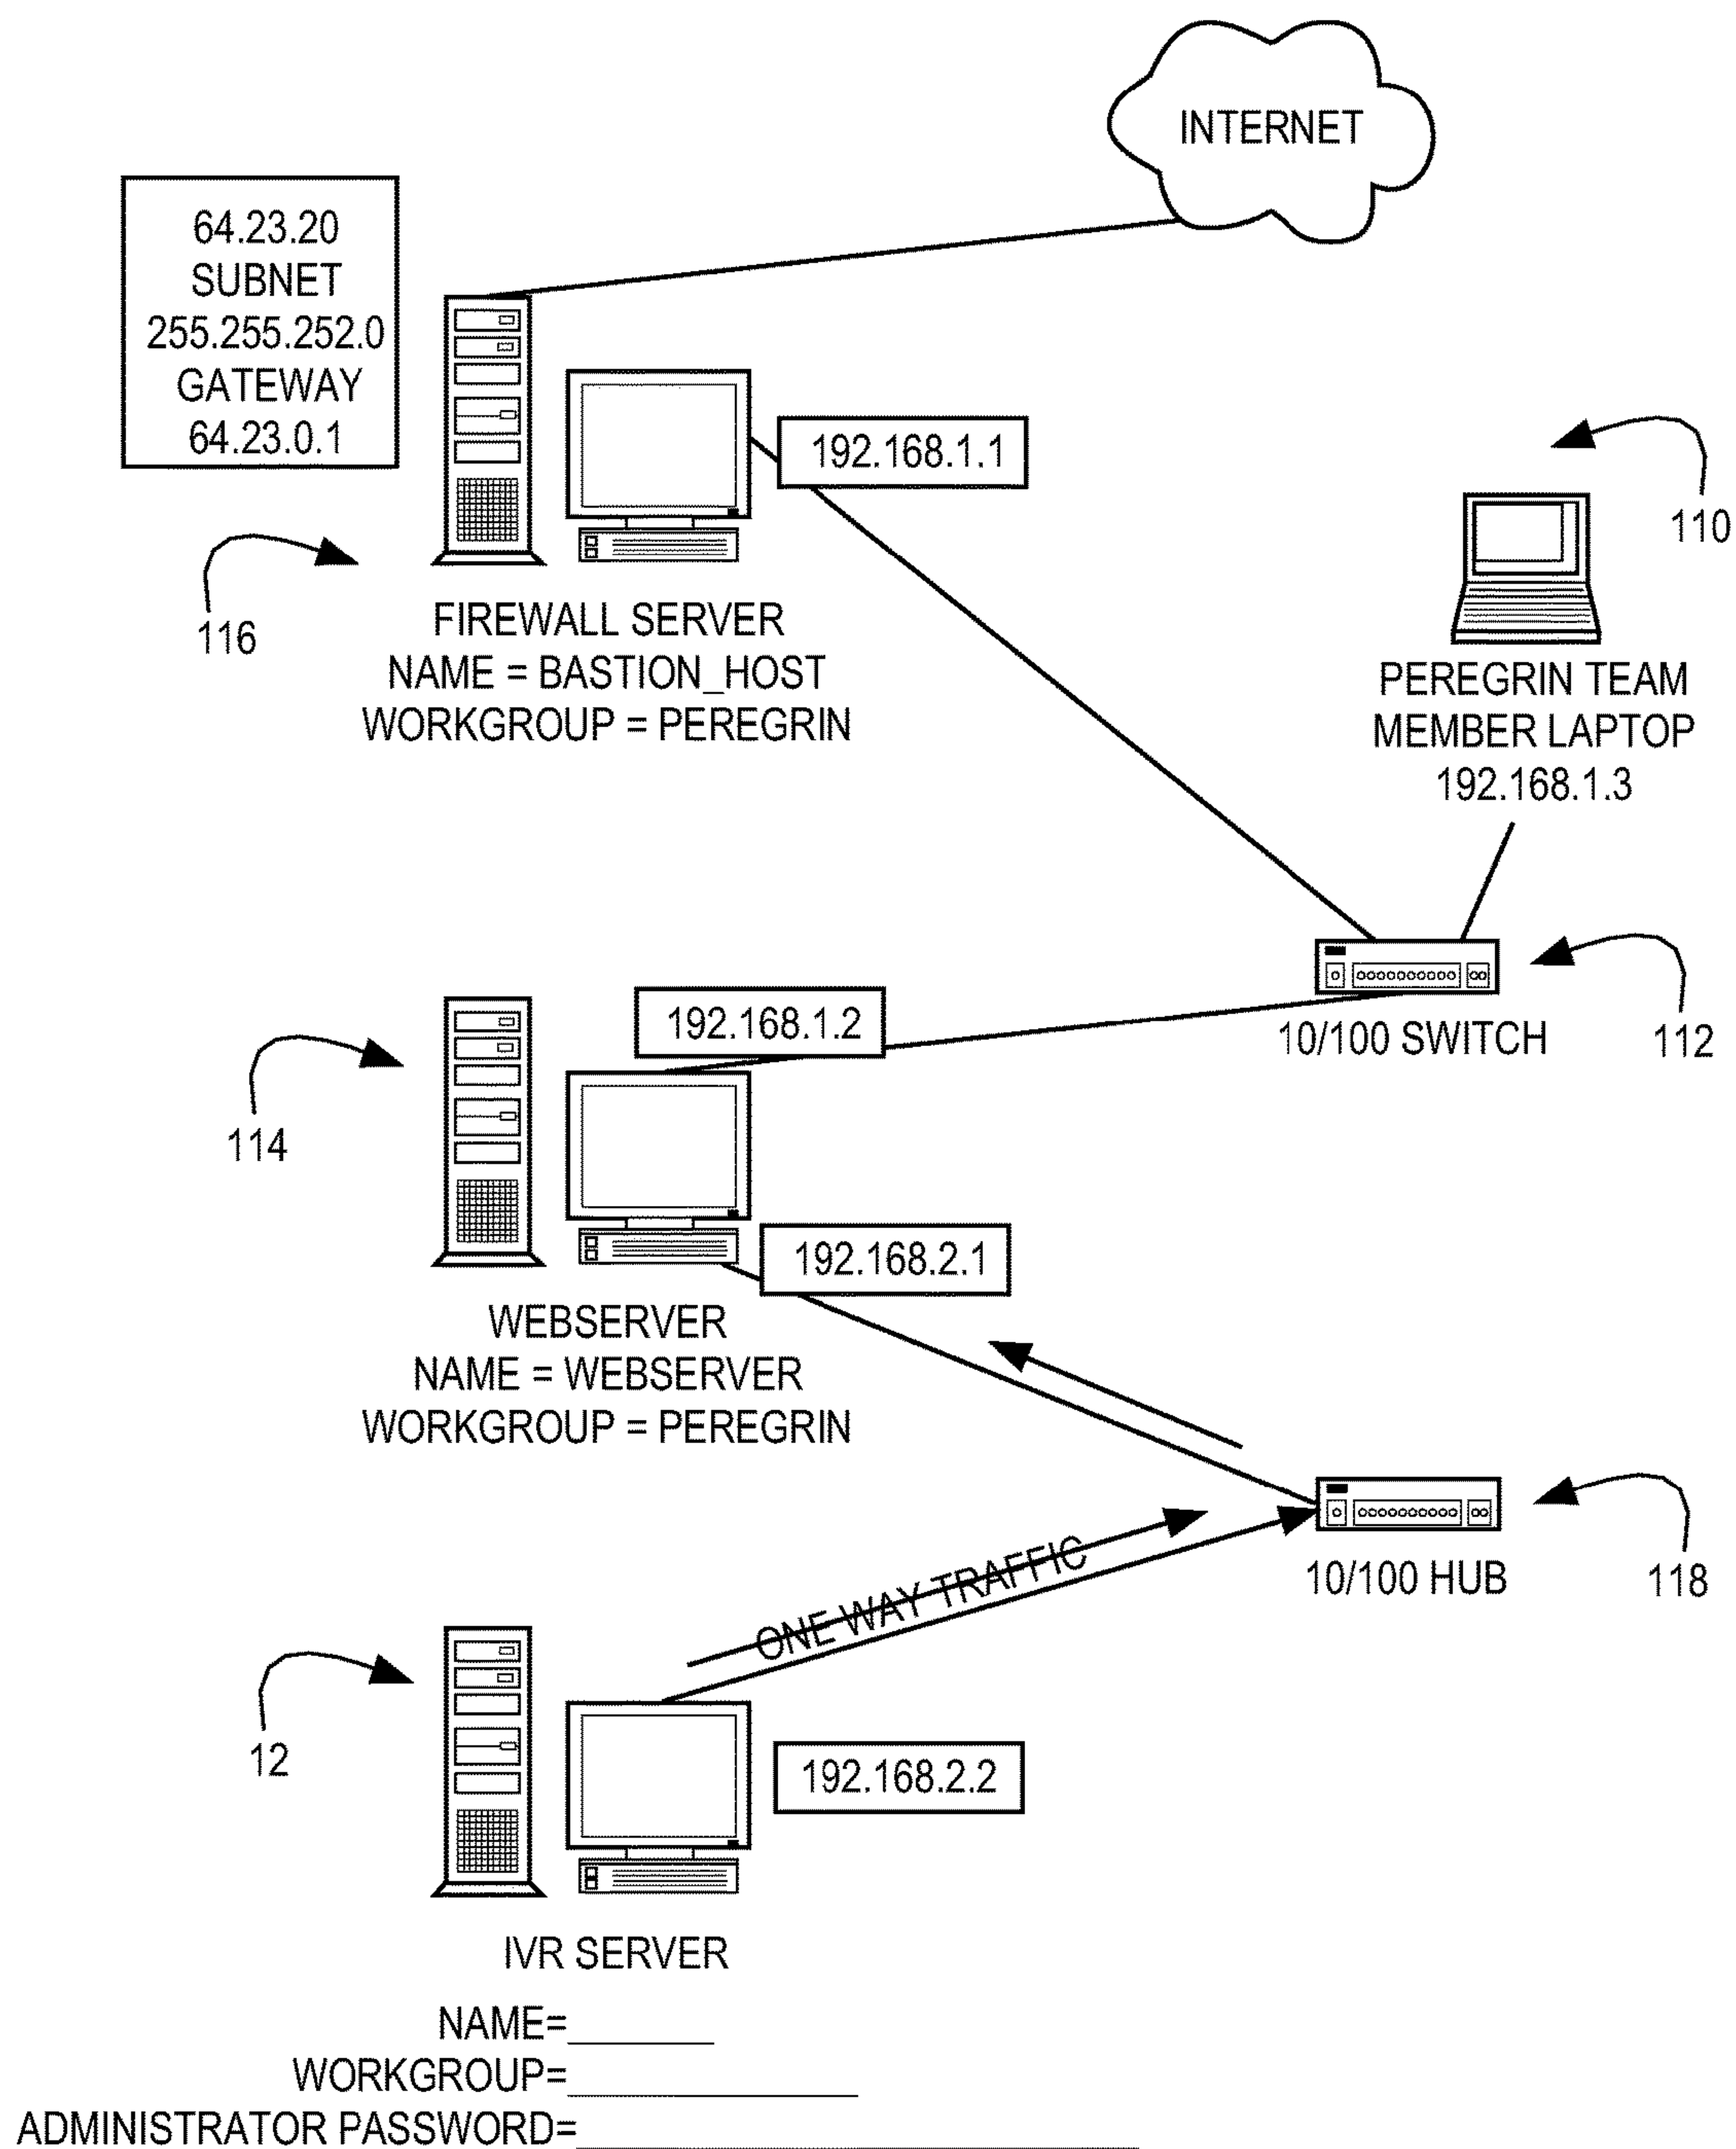 INTERNET
64.23.20
SUBNET
255.255.252.0
GATEWAY
64.23.0.1
192.168.1.1
110
116
FIREWALL SERVER
NAME = BASTION_HOST
WORKGROUP = PEREGRIN
PEREGRIN TEAM
MEMBER LAPTOP
192.168.1.3
192.168.1.2
10/100 SWITCH
112
114
192.168.2.1
WEBSERVER
NAME = WEBSERVER
WORKGROUP = PEREGRIN
ONE WAY TRAFFIC
10/100 HUB
118
12
192.168.2.2
IVR SERVER
NAME=_______
WORKGROUP=____________
ADMINISTRATOR PASSWORD=_______________________